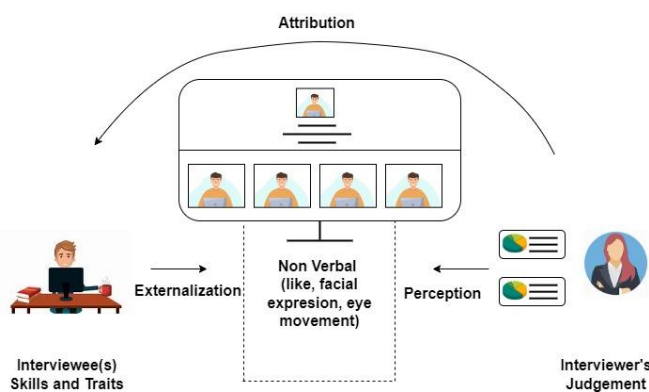 Attribution
Non Verbal
(like, facial
expresion, eye
movement)
Externalization
Perception
Interviewee(s)
Skills and Traits
Interviewer's
Judgement